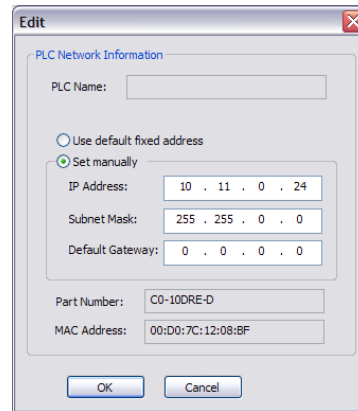 Edit
PLC Network Information
PLC Name:
Use default fixed address
Set manually
IP Address: 10 . 11 . 0 . 24
Subnet Mask: 255 . 255 . 0 . 0
Default Gateway: 0 . 0 . 0 . 0
Part Number: C0-10DRE-D
MAC Address: 00:D0:7C:12:08:BF
OK Cancel